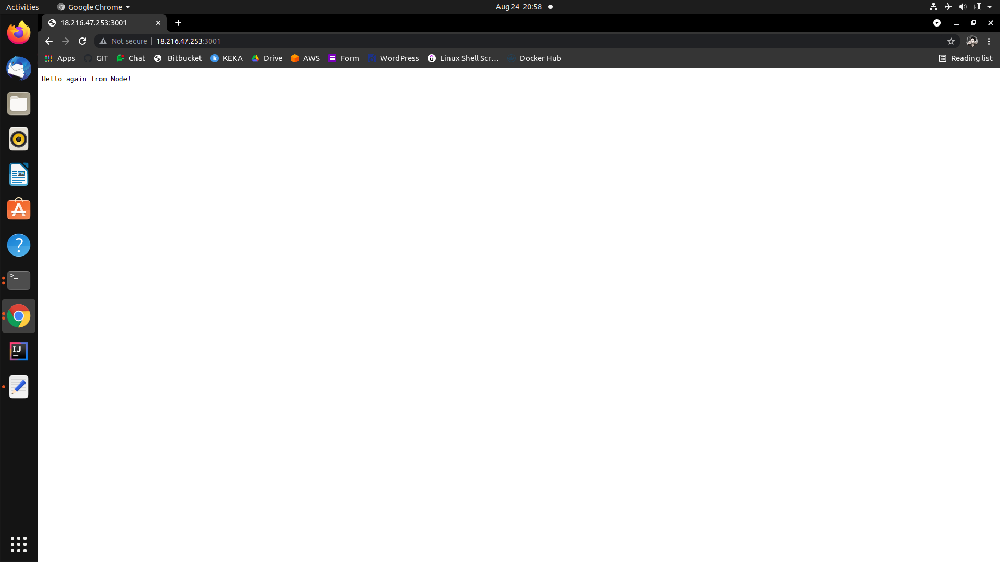 Activities Google Chrome Aug 24 20:58
18.216.47.253:3001
Not secure 18.216.47.253:3001
Apps GIT Chat Bitbucket KEKA Drive AWS Form WordPress Linux Shell Scr… Docker Hub Reading list
Hello again from Node!
>_
IJ